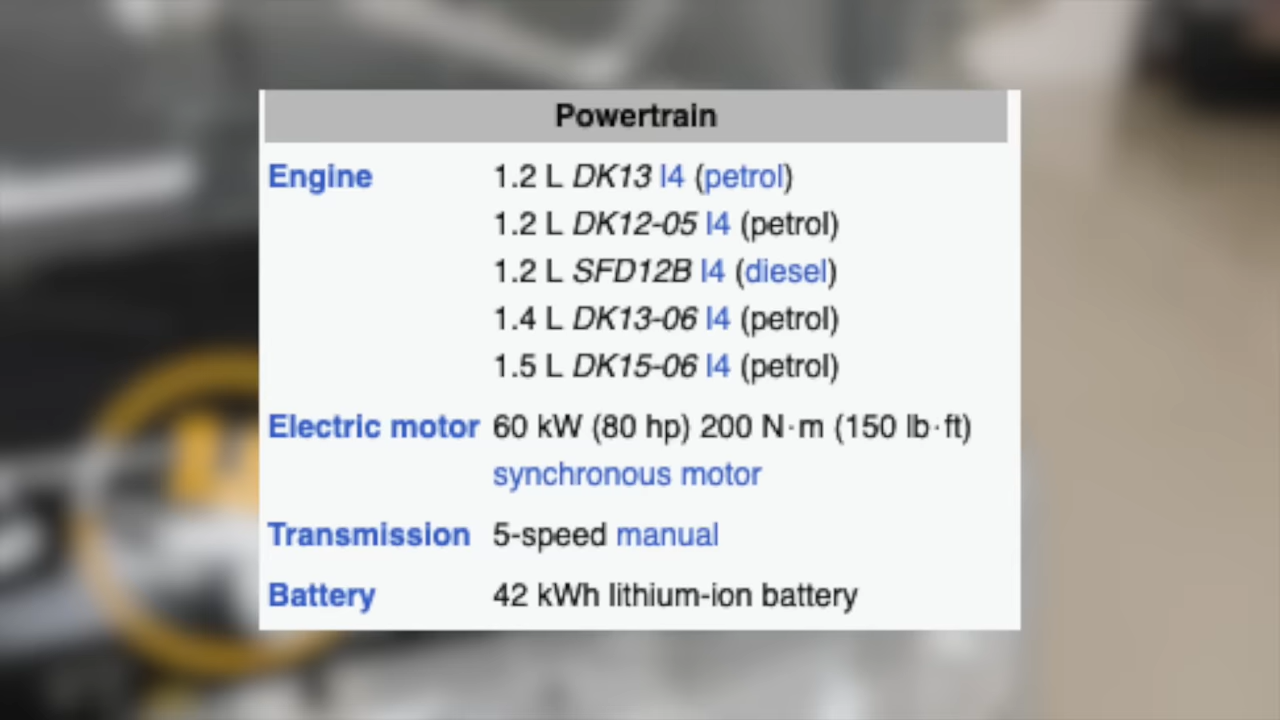 Powertrain
Engine 1.2 L DK13 I4 (petrol)
1.2 L DK12-05 I4 (petrol)
1.2 L SFD12B I4 (diesel)
1.4 L DK13-06 I4 (petrol)
1.5 L DK15-06 I4 (petrol)
Electric motor 60 kW (80 hp) 200 N·m (150 lb·ft)
synchronous motor
Transmission 5-speed manual
Battery 42 kWh lithium-ion battery